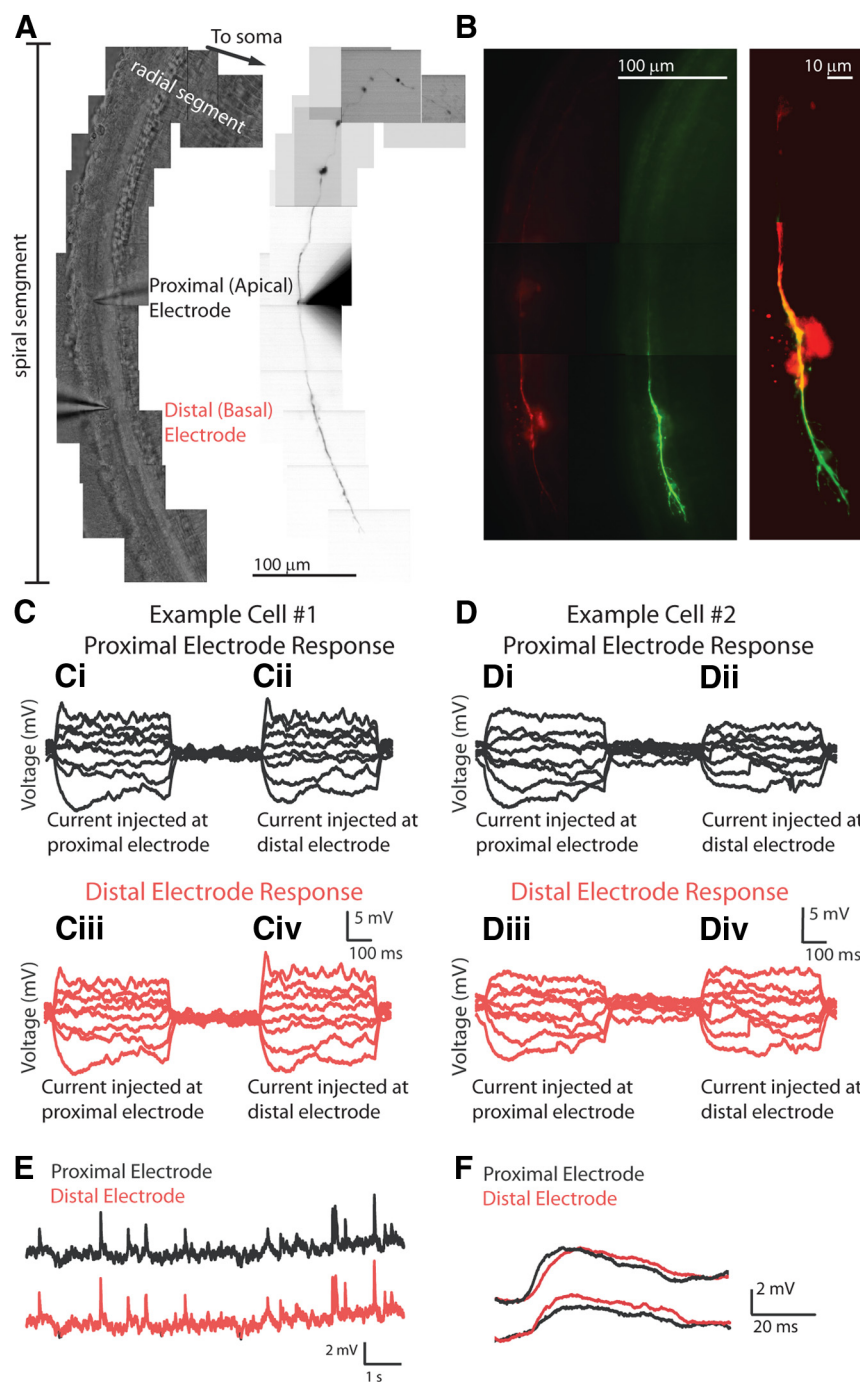 A
To soma
radial segment
spiral semgment
Proximal (Apical)
Electrode
Distal (Basal)
Electrode
100 µm
B
100 µm
10 µm
C
Example Cell #1
Proximal Electrode Response
Ci
Cii
Voltage (mV)
Current injected at
proximal electrode
Current injected at
distal electrode
Distal Electrode Response
5 mV
100 ms
Ciii
Civ
Voltage (mV)
Current injected at
proximal electrode
Current injected at
distal electrode
D
Example Cell #2
Proximal Electrode Response
Di
Dii
Voltage (mV)
Current injected at
proximal electrode
Current injected at
distal electrode
Distal Electrode Response
5 mV
100 ms
Diii
Div
Voltage (mV)
Current injected at
proximal electrode
Current injected at
distal electrode
E
Proximal Electrode
Distal Electrode
2 mV
1 s
F
Proximal Electrode
Distal Electrode
2 mV
20 ms